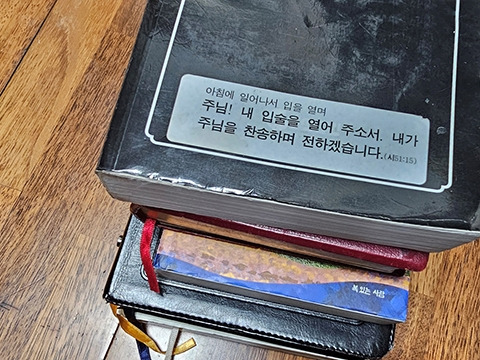 아침에 일어나서 입을 열며
주님! 내 입술을 열어 주소서. 내가
주님을 찬송하며 전하겠습니다.(시51:15)
복 있는 사람